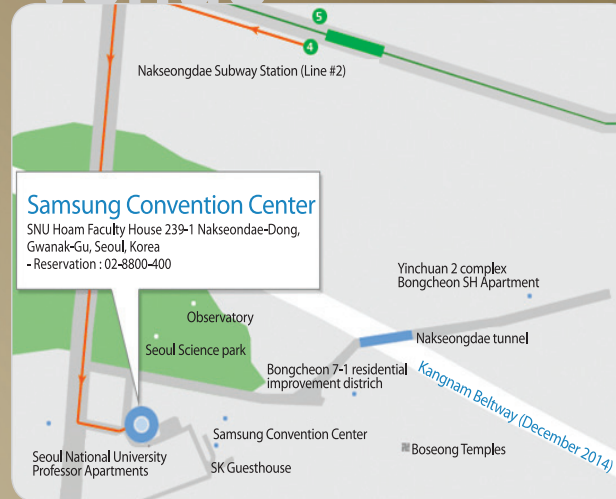 5
4
Nakseongdae Subway Station (Line #2)
Samsung Convention Center
SNU Hoam Faculty House 239-1 Nakseondae-Dong,
Gwanak-Gu, Seoul, Korea
- Reservation : 02-8800-400
Yinchuan 2 complex
Bongcheon SH Apartment
Observatory
Seoul Science park
Nakseongdae tunnel
Bongcheon 7-1 residential
improvement districh
Kangnam Beltway (December 2014)
Samsung Convention Center
Boseong Temples
Seoul National University
Professor Apartments
SK Guesthouse